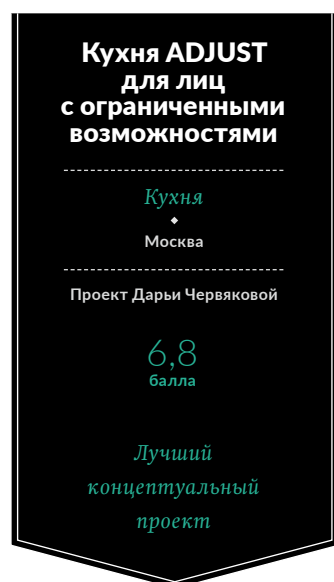 Кухня ADJUST
для лиц
с ограниченными
возможностями
Кухня
Москва
Проект Дарьи Червяковой
6,8
балла
Лучший
концептуальный
проект